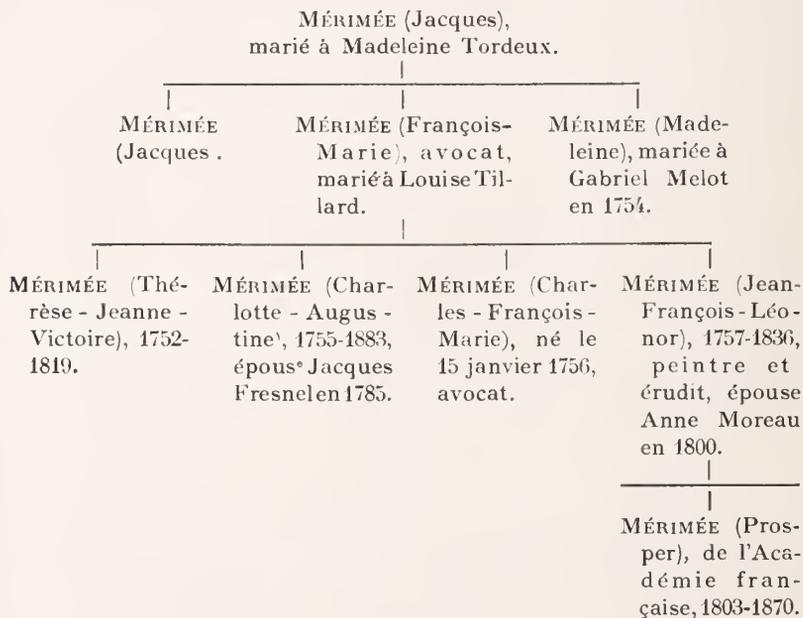 MÉRIMÉE (Jacques),
marié à Madeleine Tordeux.
MÉRIMÉE
(Jacques .
MÉRIMÉE (François-
Marie), avocat,
marié à Louise Til-
lard.
MÉRIMÉE (Made-
leine), mariée à
Gabriel Melot
en 1754.
MÉRIMÉE (Thé-
rèse - Jeanne -
Victoire), 1752-
1819.
MÉRIMÉE (Char-
lotte - Augus -
tine), 1755-1883,
épouse Jacques
Fresnel en 1785.
MÉRIMÉE (Char-
les - François -
Marie), né le
15 janvier 1756,
avocat.
MÉRIMÉE (Jean-
François - Léo-
nor), 1757-1836,
peintre et
érudit, épouse
Anne Moreau
en 1800.
MÉRIMÉE (Pros-
per), de l'Aca-
démie fran-
çaise, 1803-1870.